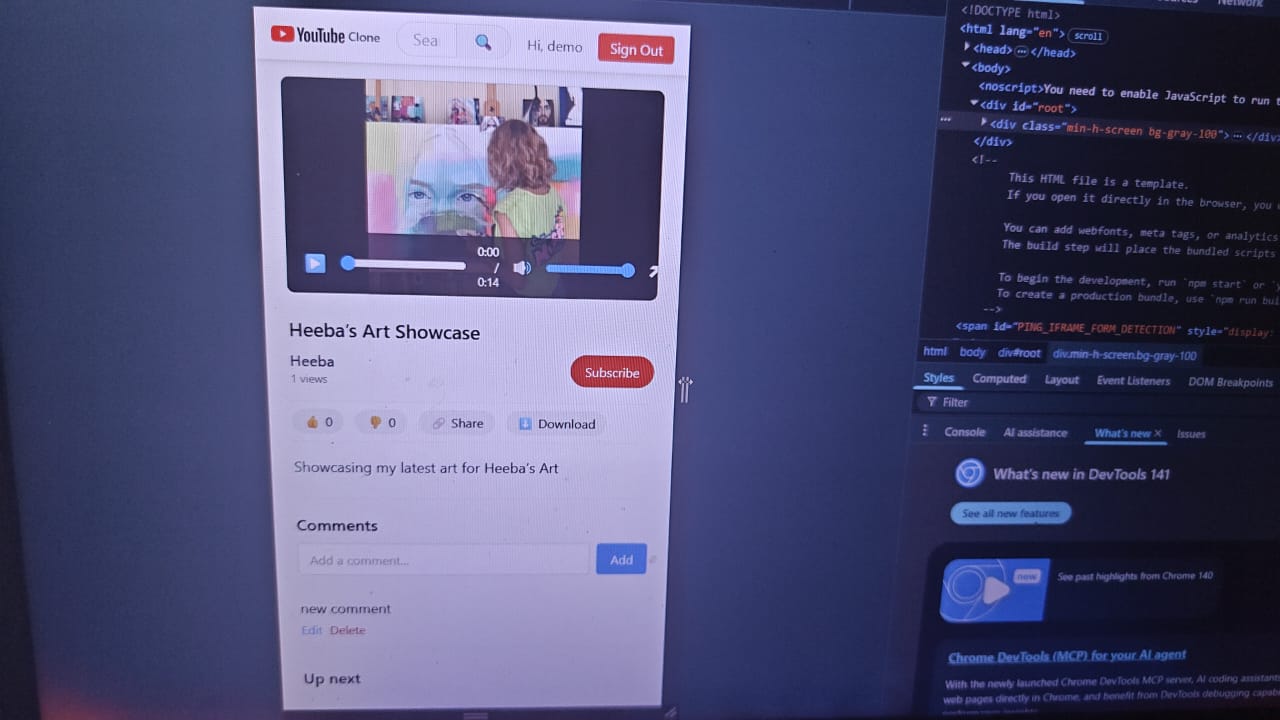 YouTube Clone
Sea
Hi, demo
Sign Out
0:00
/
0:14
Heeba's Art Showcase
Heeba
1 views
Subscribe
0
0
Share
Download
Showcasing my latest art for Heeba's Art
Comments
Add a comment...
Add
new comment
Edit Delete
Up next
Network
<!DOCTYPE html>
<html lang="en"> scroll
<head> </head>
<body>
<noscript>You need to enable JavaScript to run
<div id="root">
<div class="min-h-screen bg-gray-100"> </div>
</div>
<!--
This HTML file is a template.
If you open it directly in the browser, you
You can add webfonts, meta tags, or analytics
The build step will place the bundled scripts
To begin the development, run `npm start` or
To create a production bundle, use `npm run
-->
<span id="PING_IFRAME_FORM_DETECTION" style="display:
html body div#root div.min-h-screen.bg-gray-100
Styles Computed Layout Event Listeners DOM Breakpoints
Filter
Console AI assistance What's new × Issues
What's new in DevTools 141
See all new features
new
See past highlights from Chrome 140
Chrome DevTools (MCP) for your AI agent
With the newly launched Chrome DevTools MCP server, AI coding
web pages directly in Chrome, and benefit from DevTools debugging